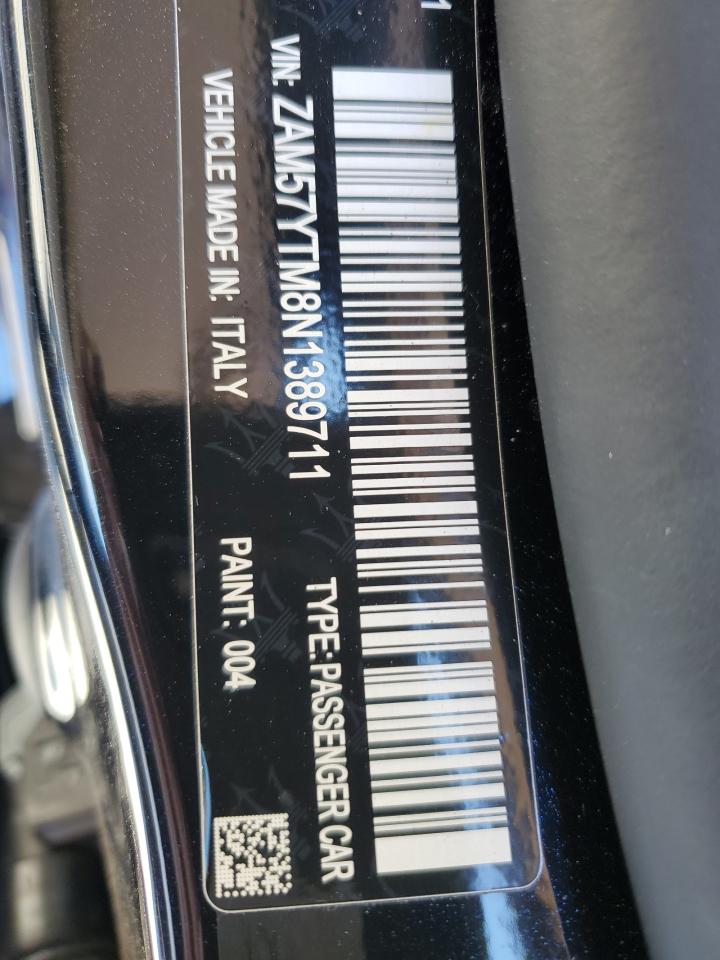 VIN: ZAM57YTM8N1389711
TYPE: PASSENGER CAR
VEHICLE MADE IN: ITALY
PAINT: 004